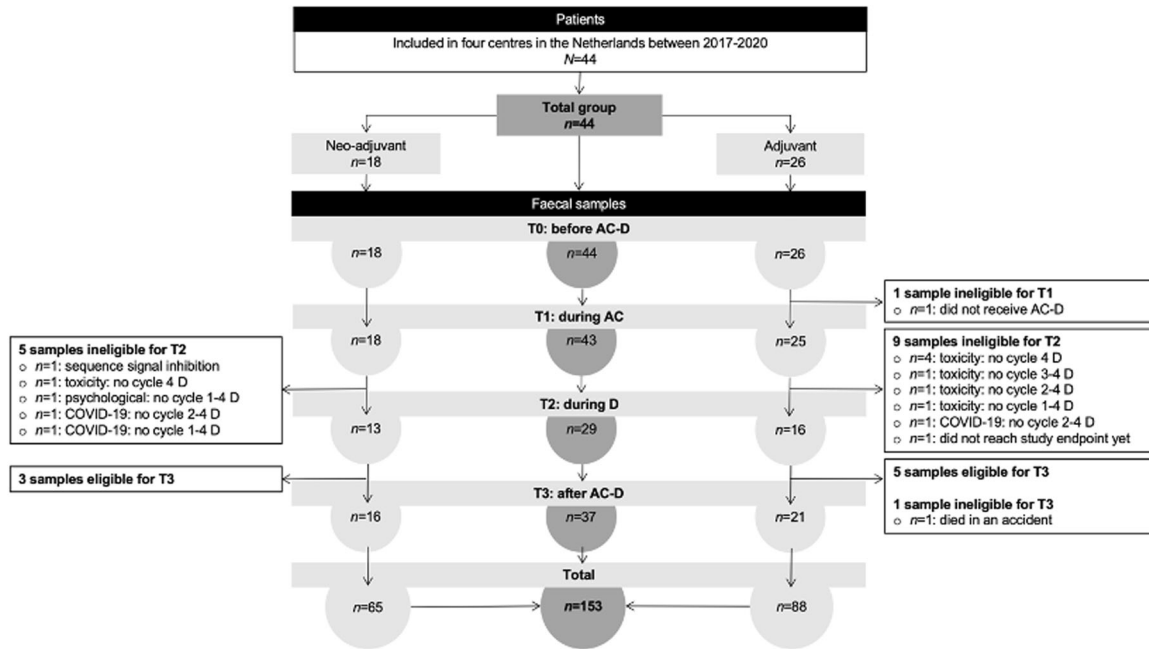 Patients
Included in four centres in the Netherlands between 2017-2020
N=44
Total group
n=44
Neo-adjuvant
n=18
Adjuvant
n=26
Faecal samples
T0: before AC-D
n=18
n=44
n=26
1 sample ineligible for T1
o n=1: did not receive AC-D
T1: during AC
n=18
n=43
n=25
5 samples ineligible for T2
o n=1: sequence signal inhibition
o n=1: toxicity: no cycle 4 D
o n=1: psychological: no cycle 1-4 D
o n=1: COVID-19: no cycle 2-4 D
o n=1: COVID-19: no cycle 1-4 D
9 samples ineligible for T2
o n=4: toxicity: no cycle 4 D
o n=1: toxicity: no cycle 3-4 D
o n=1: toxicity: no cycle 2-4 D
o n=1: toxicity: no cycle 1-4 D
o n=1: COVID-19: no cycle 2-4 D
o n=1: did not reach study endpoint yet
T2: during D
n=13
n=29
n=16
3 samples eligible for T3
5 samples eligible for T3
1 sample ineligible for T3
o n=1: died in an accident
T3: after AC-D
n=16
n=37
n=21
Total
n=65
n=153
n=88